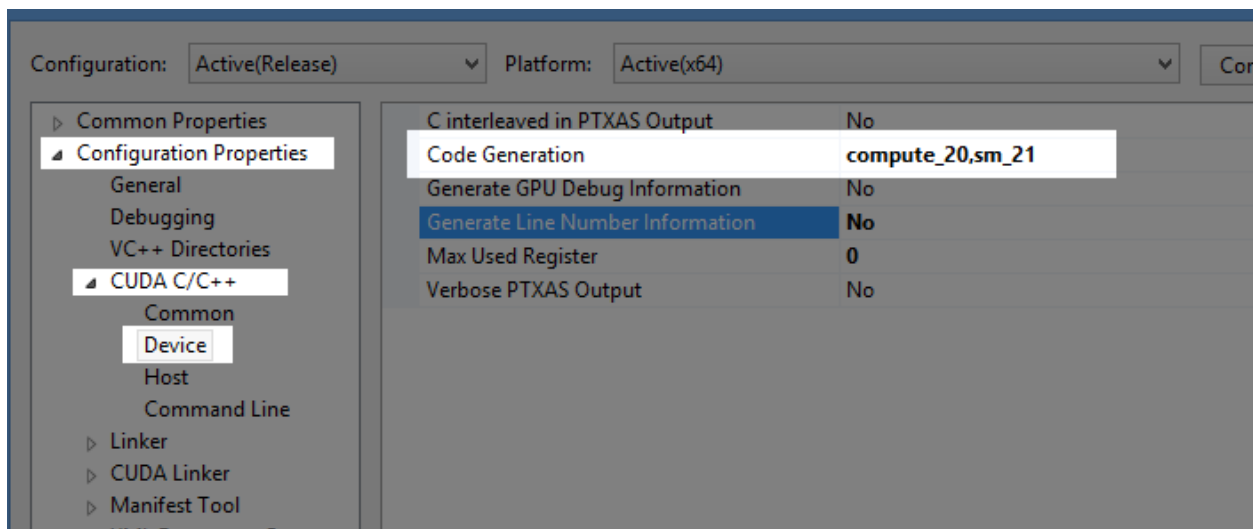 Configuration: Active(Release) Platform: Active(x64)
Common Properties
Configuration Properties
General
Debugging
VC++ Directories
CUDA C/C++
Common
Device
Host
Command Line
Linker
CUDA Linker
Manifest Tool
C interleaved in PTXAS Output No
Code Generation compute_20,sm_21
Generate GPU Debug Information No
Generate Line Number Information No
Max Used Register 0
Verbose PTXAS Output No